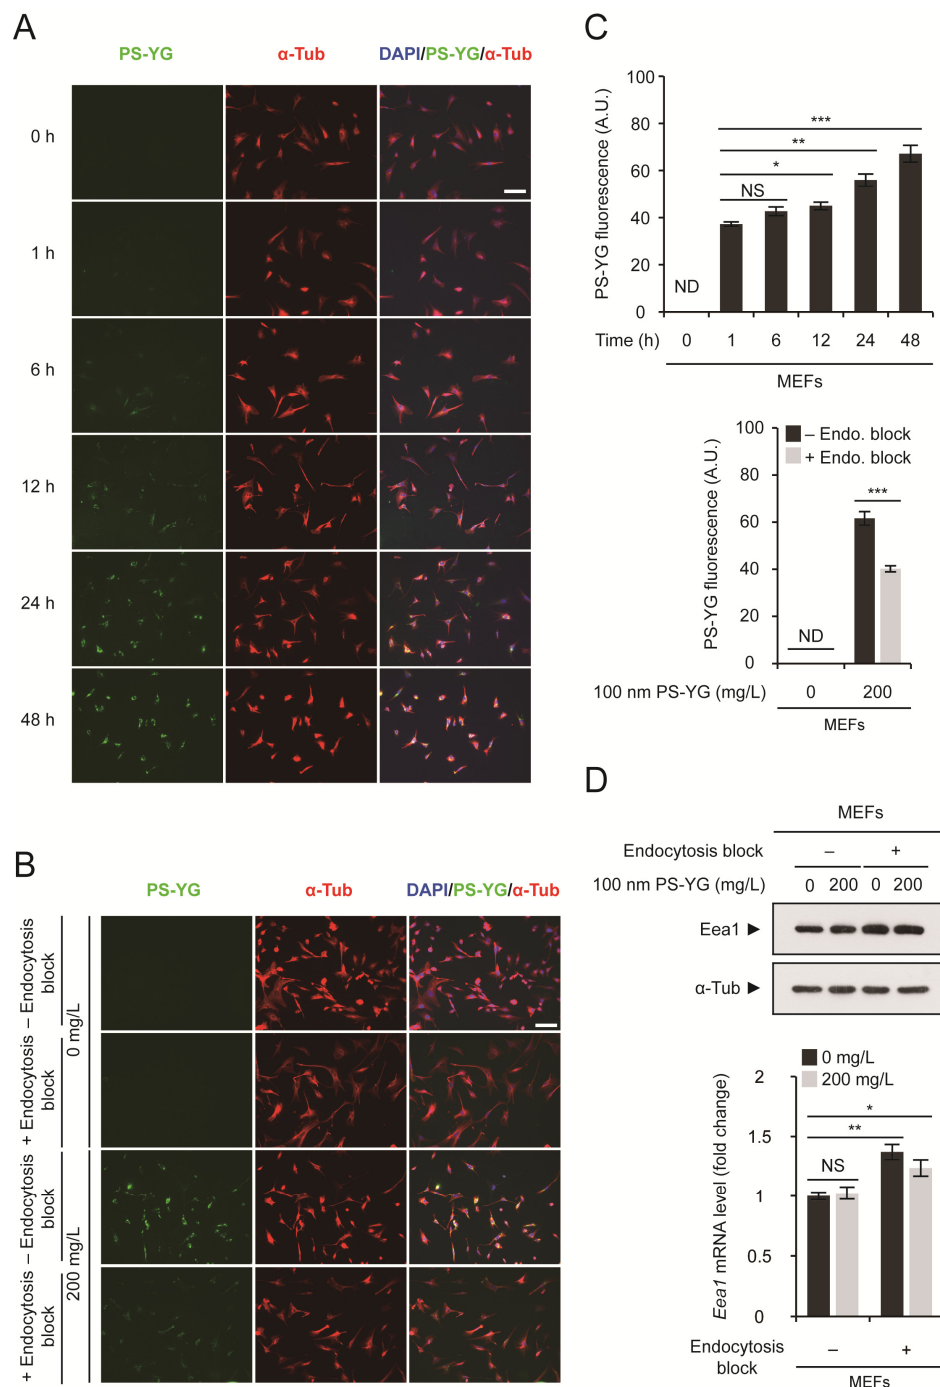 A
PS-YG
α-Tub
DAPI/PS-YG/α-Tub
0 h
1 h
6 h
12 h
24 h
48 h
B
PS-YG
α-Tub
DAPI/PS-YG/α-Tub
– Endocytosis
block
+ Endocytosis
block
0 mg/L
– Endocytosis
block
+ Endocytosis
block
200 mg/L
C
PS-YG fluorescence (A.U.)
100
80
60
40
20
0
ND
NS
*
**
***
Time (h) 0 1 6 12 24 48
MEFs
PS-YG fluorescence (A.U.)
100
80
60
40
20
0
– Endo. block
+ Endo. block
ND
***
100 nm PS-YG (mg/L) 0 200
MEFs
D
MEFs
Endocytosis block – +
100 nm PS-YG (mg/L) 0 200 0 200
Eea1
α-Tub
Eea1 mRNA level (fold change)
2
1.5
1
0.5
0
0 mg/L
200 mg/L
NS
**
*
Endocytosis
block – +
MEFs